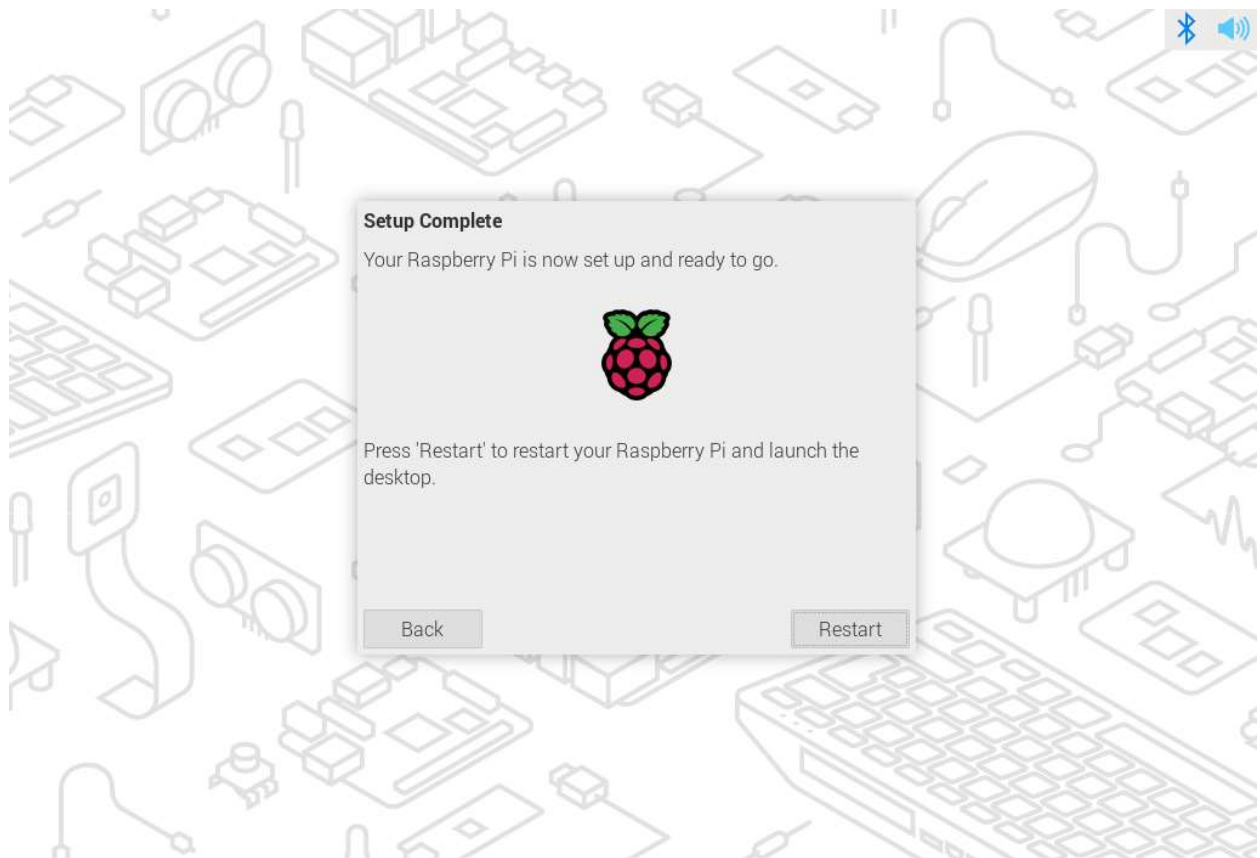 Setup Complete
Your Raspberry Pi is now set up and ready to go.
Press 'Restart' to restart your Raspberry Pi and launch the
desktop.
Back
Restart